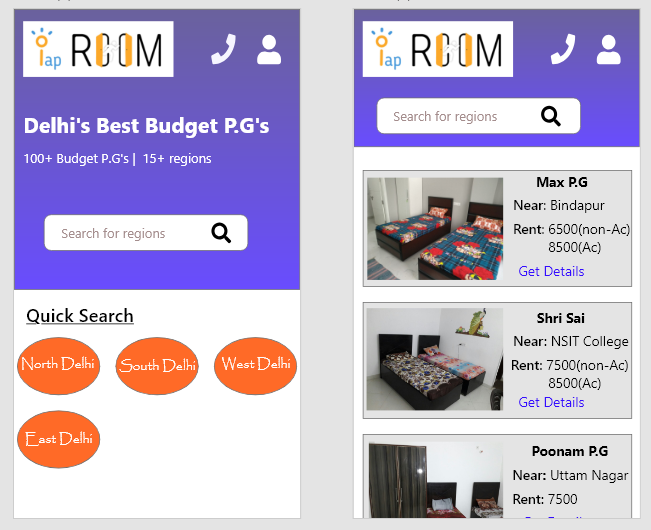 Tap ROOM
Delhi's Best Budget P.G's
100+ Budget P.G's | 15+ regions
Search for regions
Quick Search
North Delhi
South Delhi
West Delhi
East Delhi
Tap ROOM
Search for regions
Max P.G
Near: Bindapur
Rent: 6500(non-Ac)
8500(Ac)
Get Details
Shri Sai
Near: NSIT College
Rent: 7500(non-Ac)
8500(Ac)
Get Details
Poonam P.G
Near: Uttam Nagar
Rent: 7500